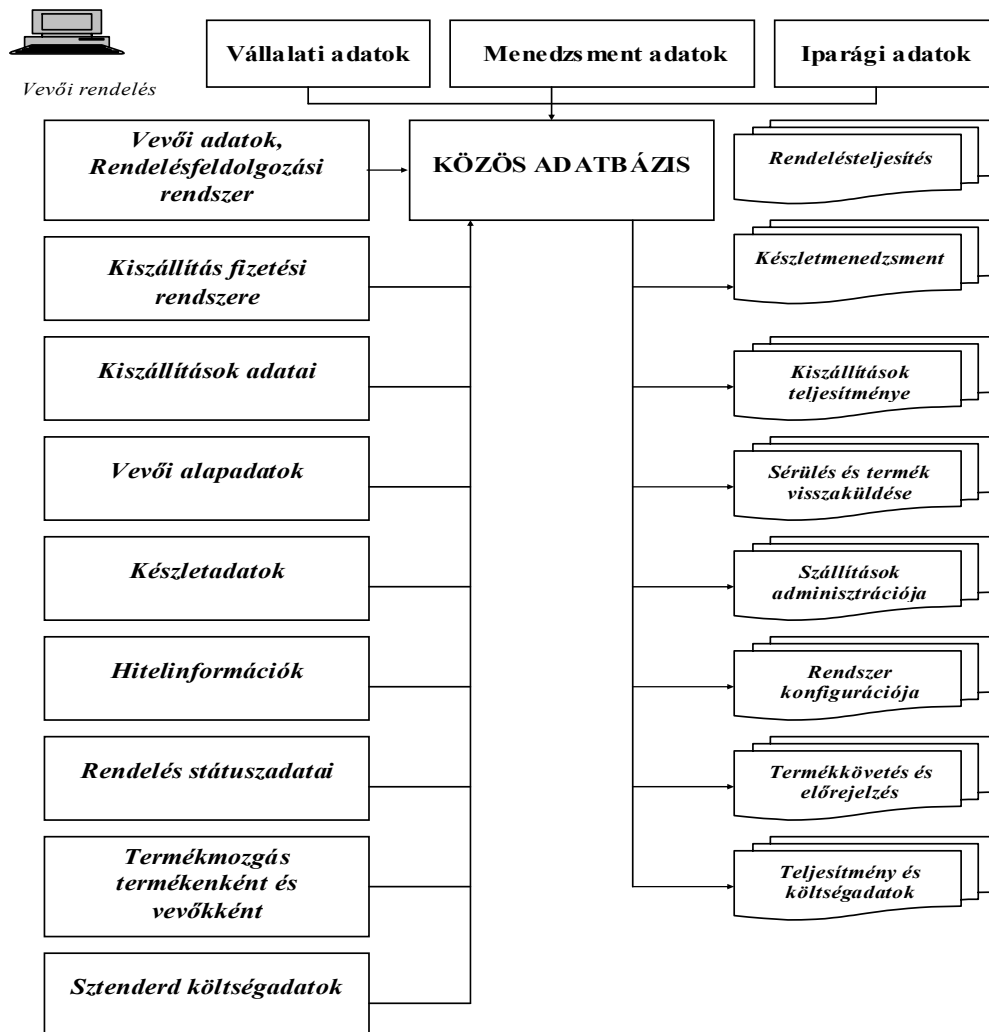 Vállalati adatok
Menedzsment adatok
Iparági adatok
Vevői rendelés
Vevői adatok,
Rendelésfeldolgozási
rendszer
KÖZÖS ADATBÁZIS
Rendelésteljesítés
Kiszállítás fizetési
rendszere
Készletmenedzsment
Kiszállítások adatai
Kiszállítások
teljesítménye
Vevői alapadatok
Sérülés és termék
visszaküldése
Készletadatok
Szállítások
adminisztrációja
Hitelinformációk
Rendszer
konfigurációja
Rendelés státuszadatai
Termékkövetés és
előrejelzés
Termékmozgás
termékenként és
vevőkként
Teljesítmény és
költségadatok
Sztenderd költségadatok